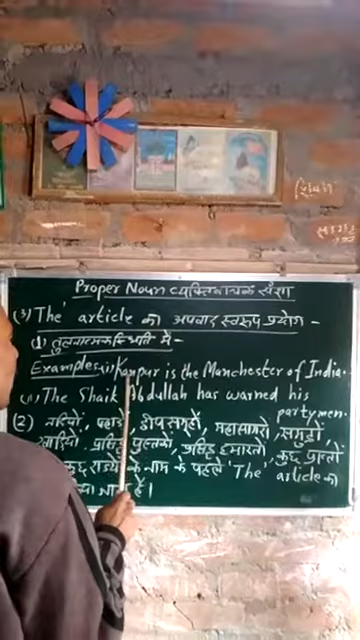 Proper Noun व्यक्तिवाचक संज्ञा
(3) 'The' article का अपवाद स्वरूप प्रयोग -
(1) तुलनात्मक स्थिति में -
Examples:- (i) Kanpur is the Manchester of India.
(ii) The Shaik Abdullah has warned his
partymen.
(2) नदियों, पहाड़ों, द्वीप समूहों, महासागरों, समुद्रों,
खाड़ियों, प्रसिद्ध पुस्तकों, प्रसिद्ध इमारतों, कुछ प्रान्तों
कुछ राज्यों के नाम के पहले 'The' article का
जाता है।